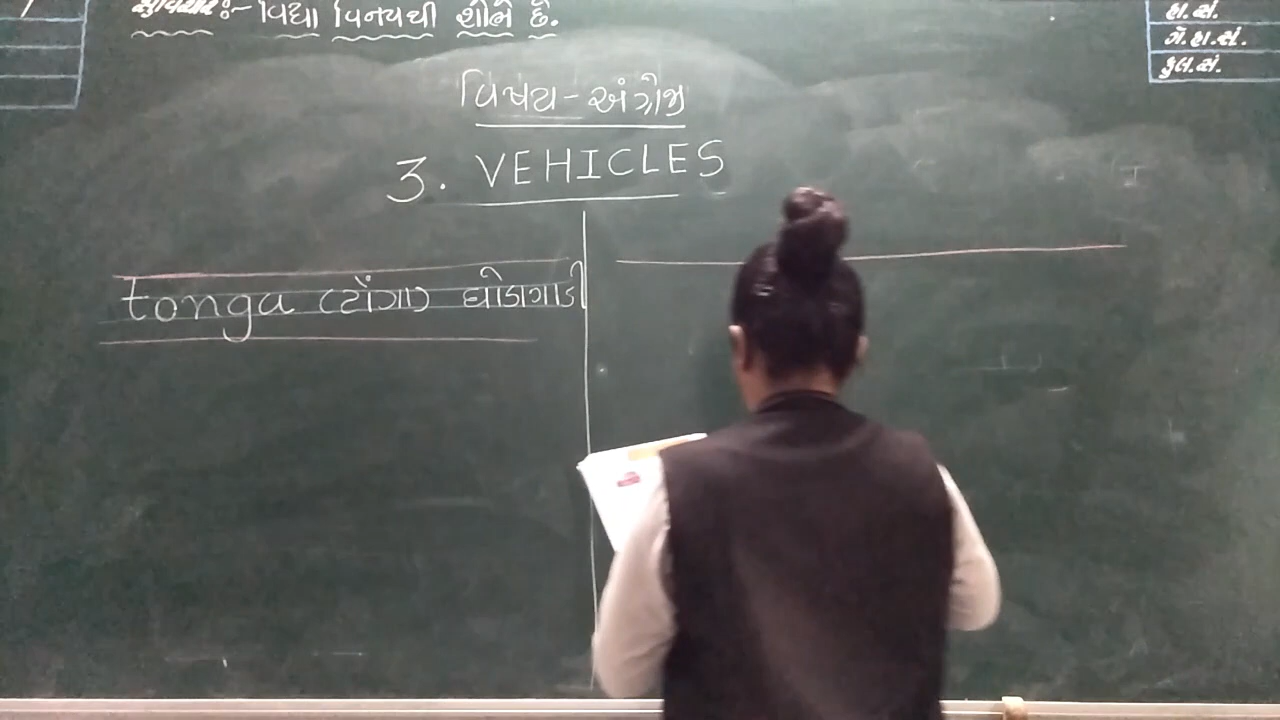 સુવિચાર :- વિદ્યા વિનયથી શોભે છે.
હા.સં.
ગે.હા.સં.
કુલ.સં.
વિષય - અંગ્રેજી
3. VEHICLES
tonga (ટોંગા) ઘોડાગાડી